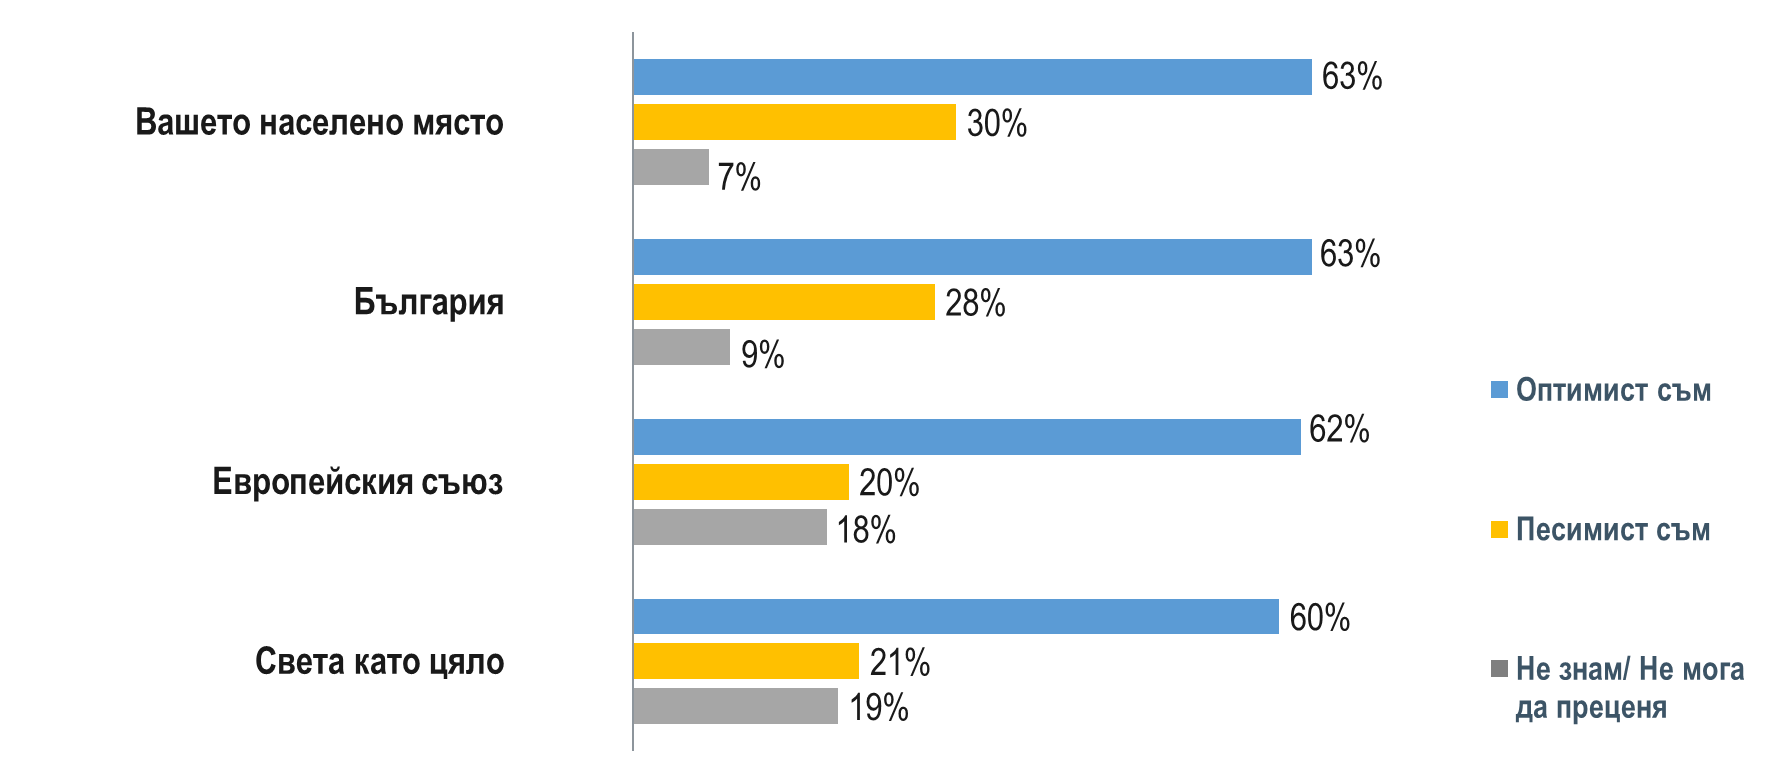 63%
Вашето населено място
30%
7%
63%
България
28%
9%
62%
Европейския съюз
20%
18%
60%
Света като цяло
21%
19%
Оптимист съм
Песимист съм
Не знам/ Не мога
да преценя